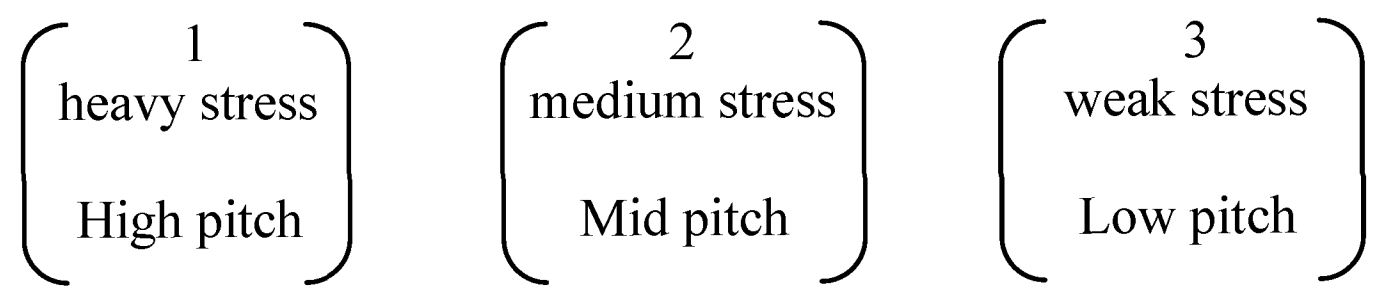 1
heavy stress
High pitch
2
medium stress
Mid pitch
3
weak stress
Low pitch